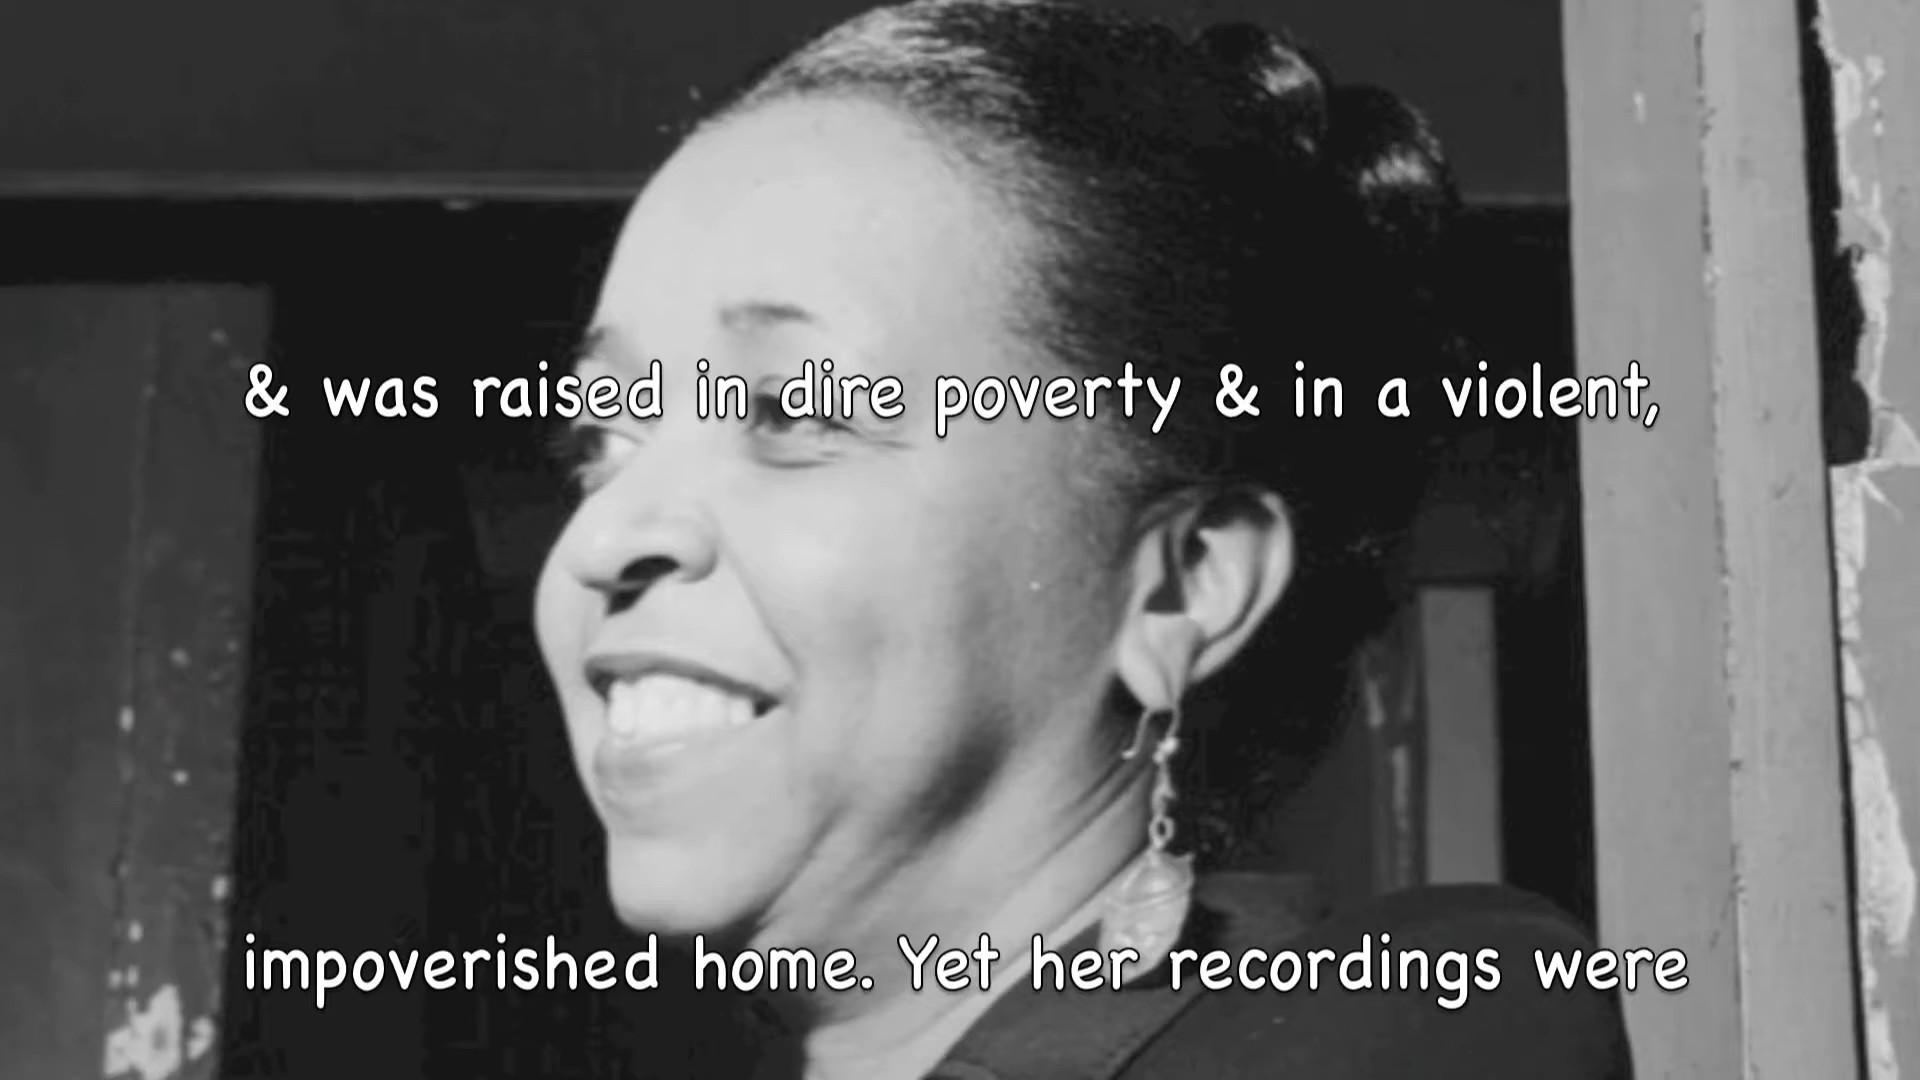 & was raised in dire poverty & in a violent,
impoverished home. Yet her recordings were